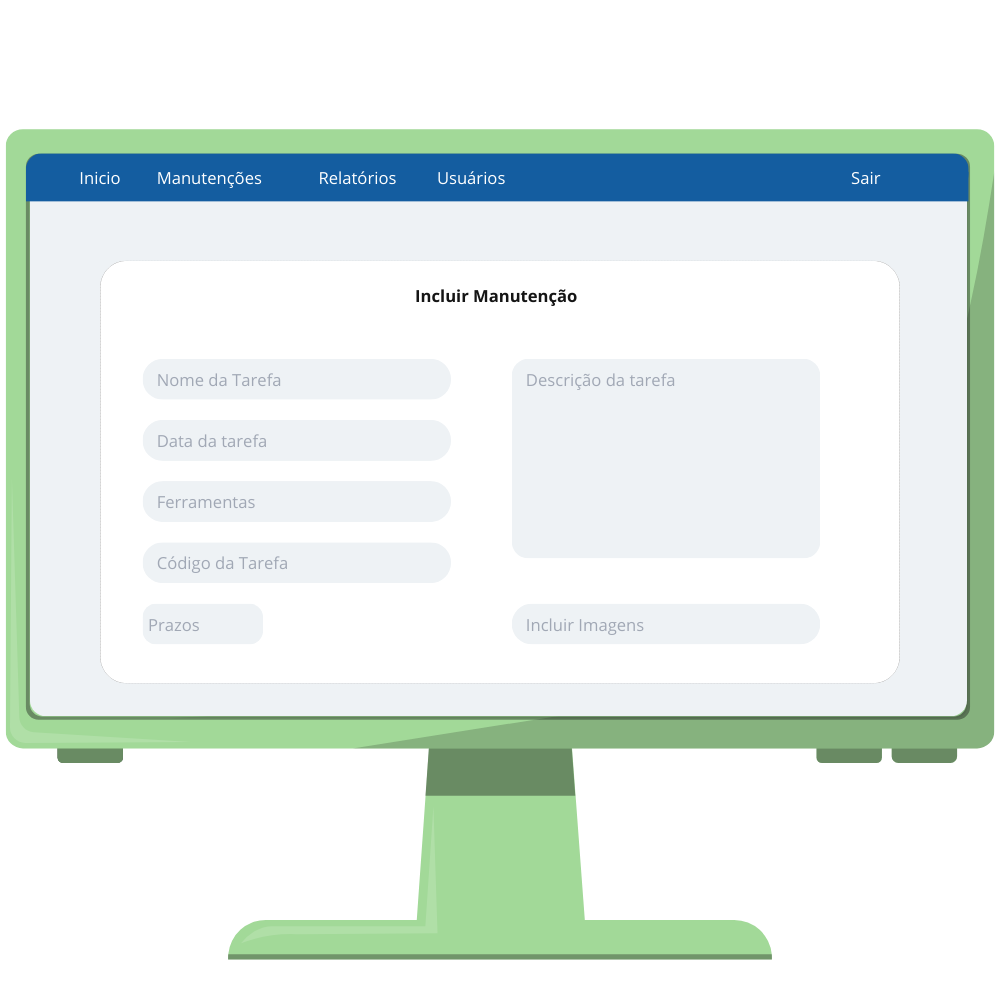 Inicio Manutenções Relatórios Usuários Sair
Incluir Manutenção
Nome da Tarefa
Data da tarefa
Ferramentas
Código da Tarefa
Prazos
Descrição da tarefa
Incluir Imagens